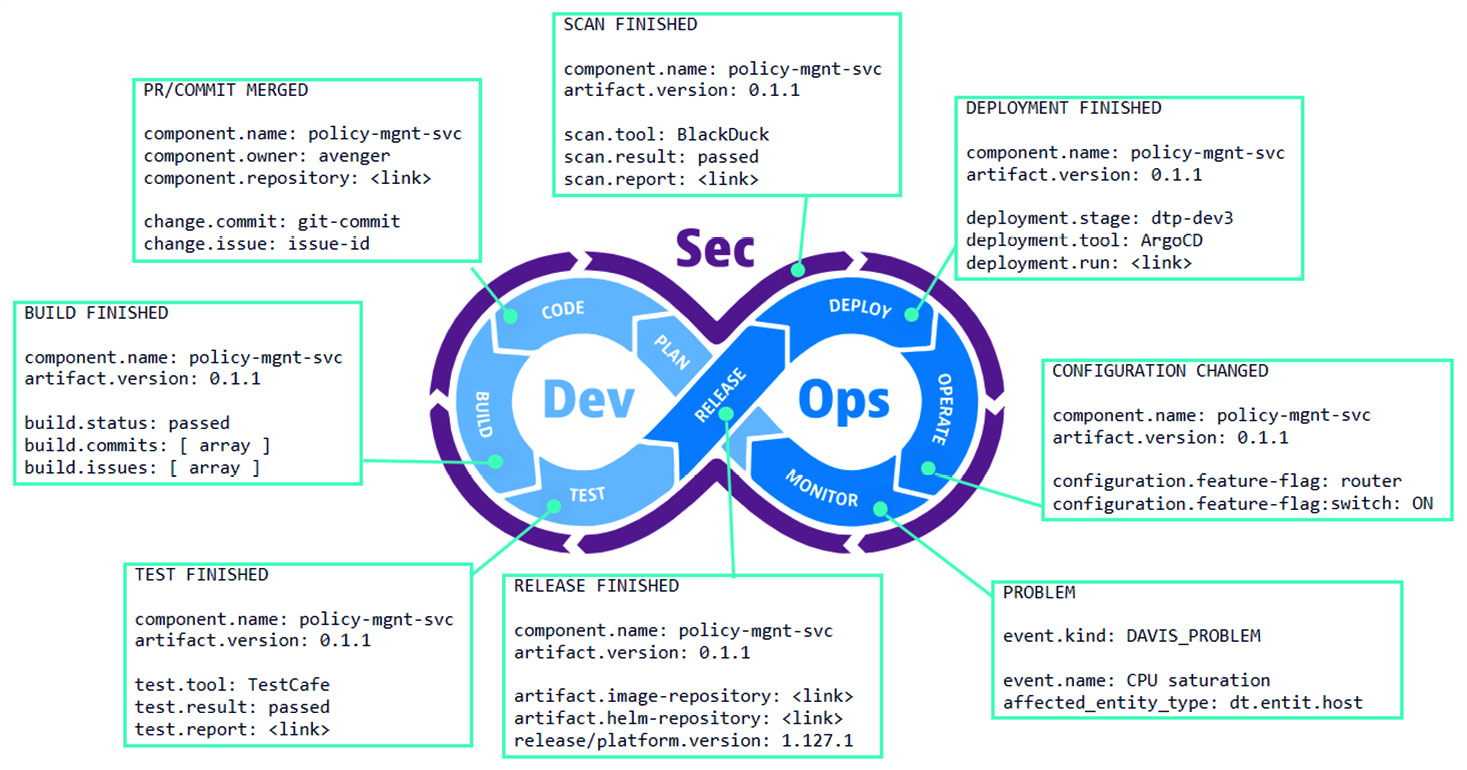 SCAN FINISHED
component.name: policy-mgnt-svc
artifact.version: 0.1.1
scan.tool: BlackDuck
scan.result: passed
scan.report: <link>
PR/COMMIT MERGED
component.name: policy-mgnt-svc
component.owner: avenger
component.repository: <link>
change.commit: git-commit
change.issue: issue-id
DEPLOYMENT FINISHED
component.name: policy-mgnt-svc
artifact.version: 0.1.1
deployment.stage: dtp-dev3
deployment.tool: ArgoCD
deployment.run: <link>
BUILD FINISHED
component.name: policy-mgnt-svc
artifact.version: 0.1.1
build.status: passed
build.commits: [ array ]
build.issues: [ array ]
Sec
CODE
PLAN
BUILD
Dev
TEST
RELEASE
DEPLOY
Ops
OPERATE
MONITOR
CONFIGURATION CHANGED
component.name: policy-mgnt-svc
artifact.version: 0.1.1
configuration.feature-flag: router
configuration.feature-flag:switch: ON
TEST FINISHED
component.name: policy-mgnt-svc
artifact.version: 0.1.1
test.tool: TestCafe
test.result: passed
test.report: <link>
RELEASE FINISHED
component.name: policy-mgnt-svc
artifact.version: 0.1.1
artifact.image-repository: <link>
artifact.helm-repository: <link>
release/platform.version: 1.127.1
PROBLEM
event.kind: DAVIS_PROBLEM
event.name: CPU saturation
affected_entity_type: dt.entit.host